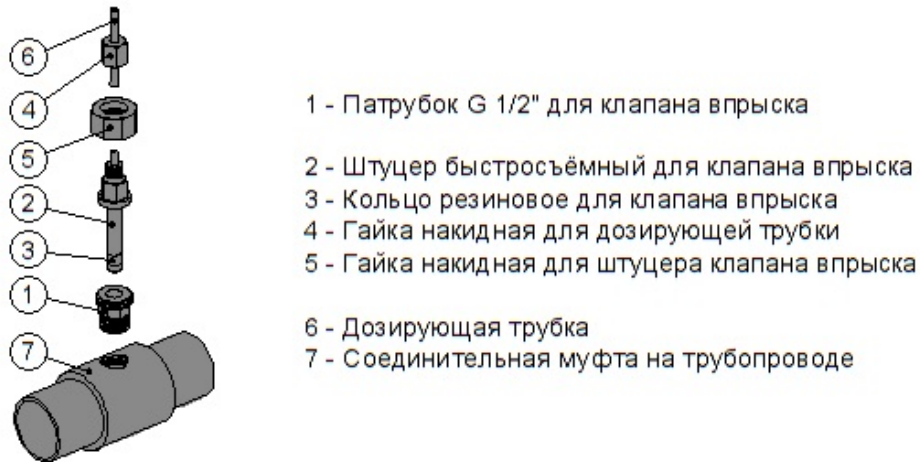 6
4
5
2
3
1
7
1 - Патрубок G 1/2" для клапана впрыска
2 - Штуцер быстросъёмный для клапана впрыска
3 - Кольцо резиновое для клапана впрыска
4 - Гайка накидная для дозирующей трубки
5 - Гайка накидная для штуцера клапана впрыска
6 - Дозирующая трубка
7 - Соединительная муфта на трубопроводе